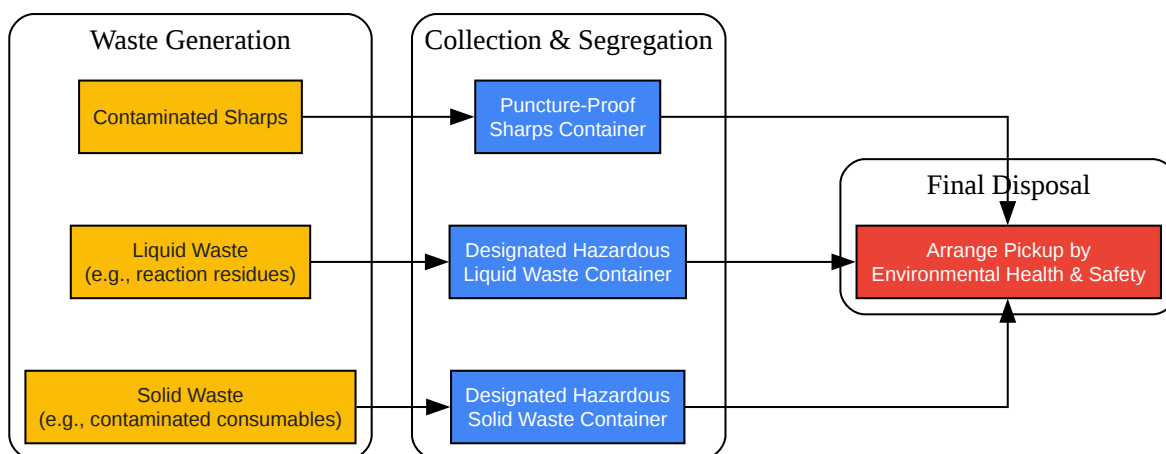 Waste Generation
Contaminated Sharps
Liquid Waste
(e.g., reaction residues)
Solid Waste
(e.g., contaminated consumables)
Collection & Segregation
Puncture-Proof
Sharps Container
Designated Hazardous
Liquid Waste Container
Designated Hazardous
Solid Waste Container
Final Disposal
Arrange Pickup by
Environmental Health & Safety